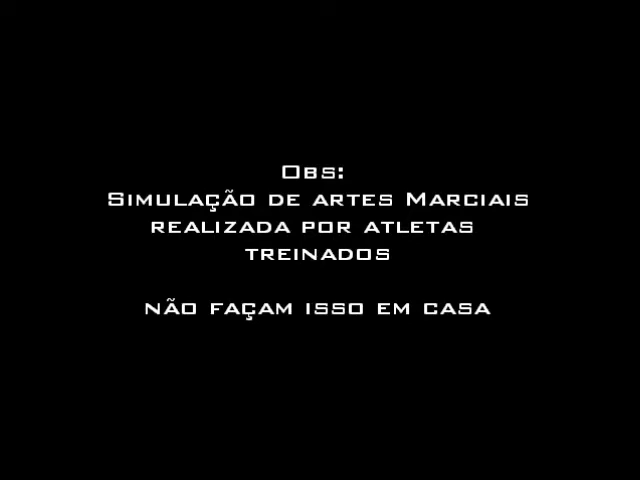 Obs:
Simulação de artes Marciais
realizada por atletas
treinados
não façam isso em casa